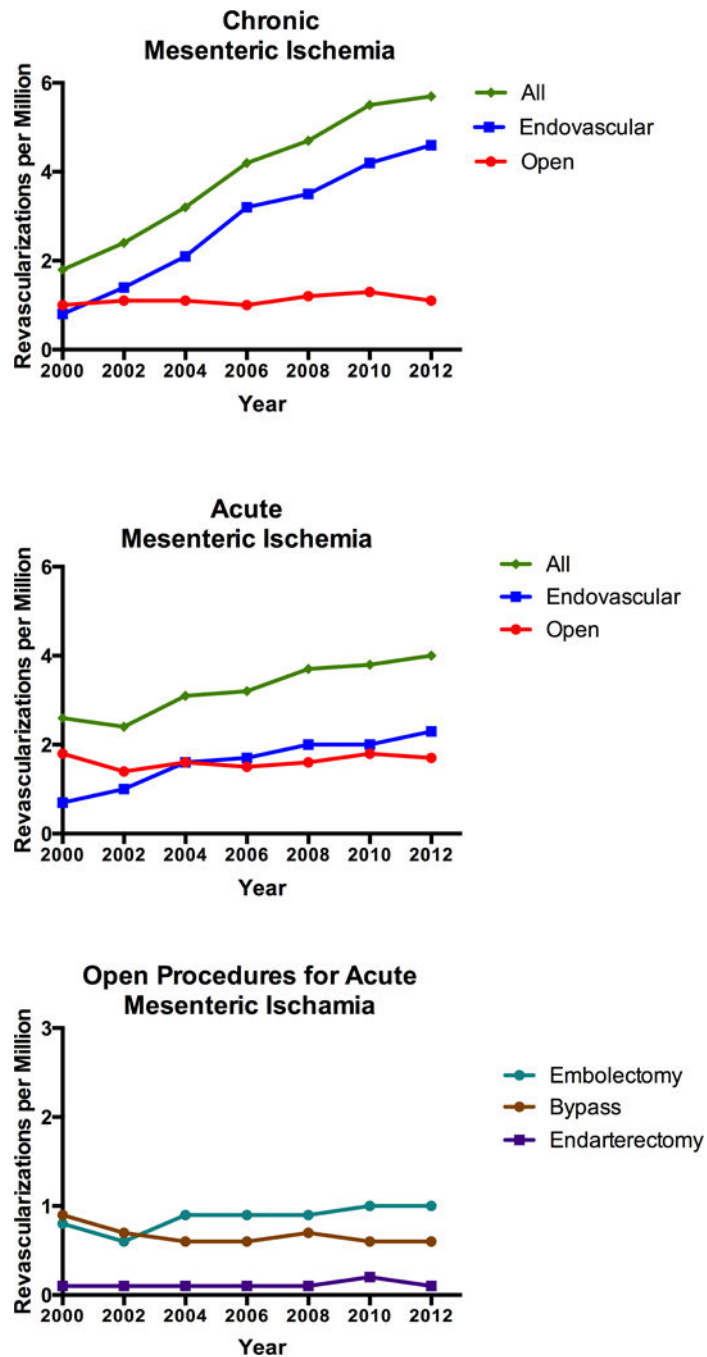 Chronic
Mesenteric Ischemia
Revascularizations per Million
6
4
2
0
2000 2002 2004 2006 2008 2010 2012
Year
All
Endovascular
Open
Acute
Mesenteric Ischemia
Revascularizations per Million
6
4
2
0
2000 2002 2004 2006 2008 2010 2012
Year
All
Endovascular
Open
Open Procedures for Acute
Mesenteric Ischamia
Revascularizations per Million
3
2
1
0
2000 2002 2004 2006 2008 2010 2012
Year
Embolectomy
Bypass
Endarterectomy